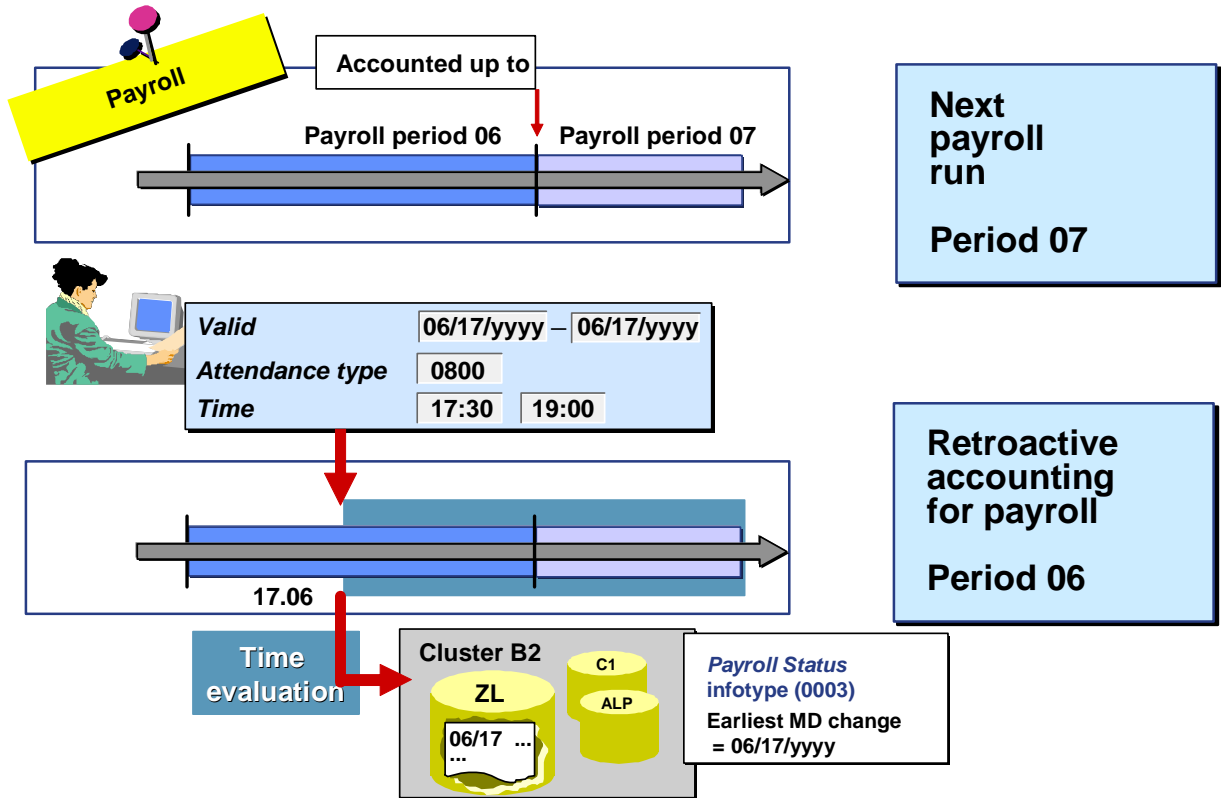 Payroll
Accounted up to
Payroll period 06
Payroll period 07
Next
payroll
run
Period 07
Valid 06/17/yyyy – 06/17/yyyy
Attendance type 0800
Time 17:30 19:00
Retroactive
accounting
for payroll
Period 06
17.06
Time
evaluation
Cluster B2
ZL
06/17 ...
...
C1
ALP
Payroll Status
infotype (0003)
Earliest MD change
= 06/17/yyyy